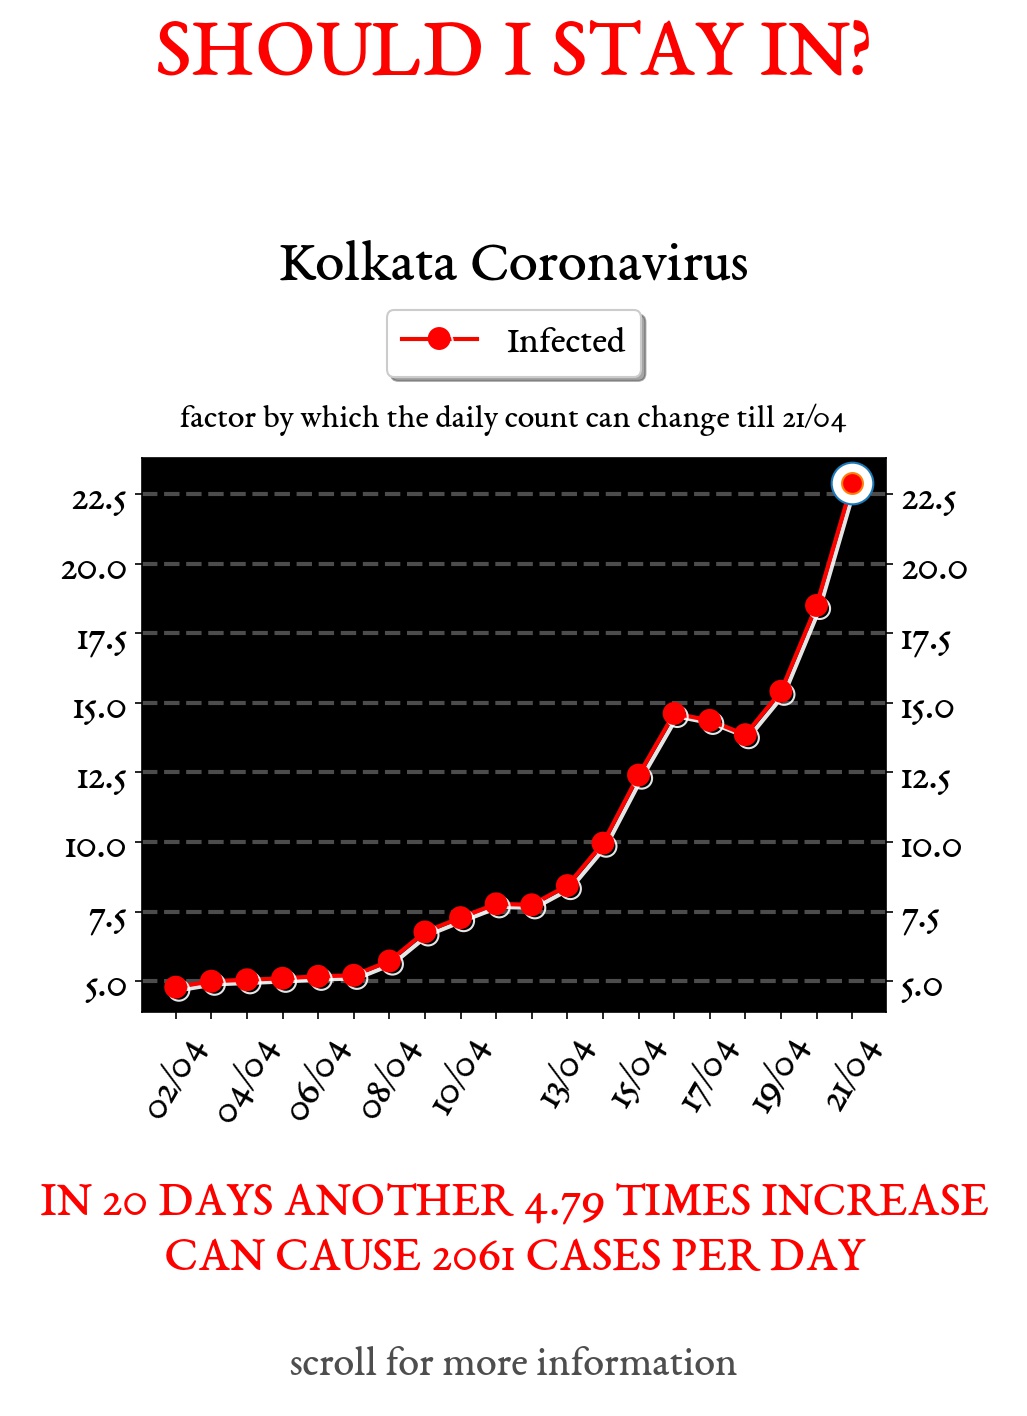 SHOULD I STAY IN?
Kolkata Coronavirus
Infected
factor by which the daily count can change till 21/04
22.5 22.5
20.0 20.0
17.5 17.5
15.0 15.0
12.5 12.5
10.0 10.0
7.5 7.5
5.0 5.0
02/04 04/04 06/04 08/04 10/04 13/04 15/04 17/04 19/04 21/04
IN 20 DAYS ANOTHER 4.79 TIMES INCREASE
CAN CAUSE 2061 CASES PER DAY
scroll for more information